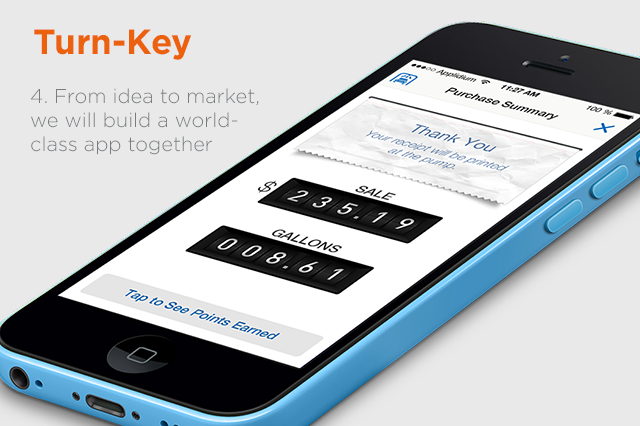 Turn-Key
4. From idea to market,
we will build a world-
class app together
●●●○○ Applidium 11:27 AM 100 %
Purchase Summary
Thank You
Your receipt will be printed
at the pump.
SALE
$ 235.19
GALLONS
008.61
Tap to See Points Earned